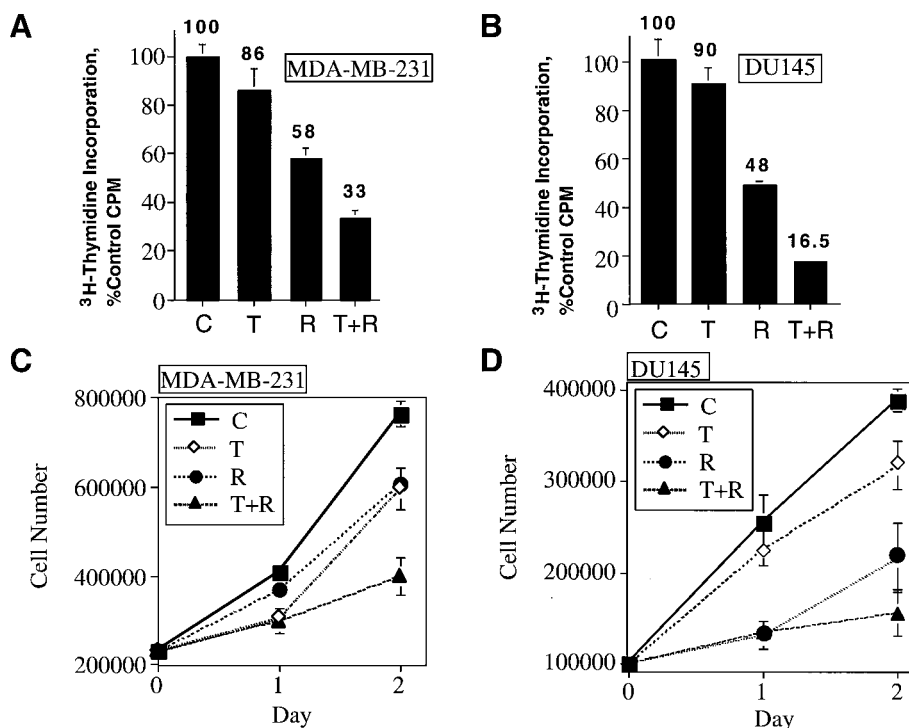 A
100
86
58
33
MDA-MB-231
³H-Thymidine Incorporation,
%Control CPM
100
80
60
40
20
0
C T R T+R
B
100
90
48
16.5
DU145
³H-Thymidine Incorporation,
%Control CPM
100
80
60
40
20
0
C T R T+R
C
MDA-MB-231
C
T
R
T+R
Cell Number
800000
600000
400000
200000
0 1 2
Day
D
DU145
C
T
R
T+R
Cell Number
400000
300000
200000
100000
0 1 2
Day